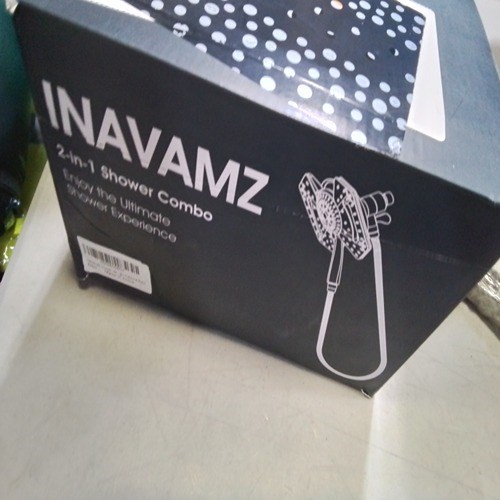 INAVAMZ
2-in-1 Shower Combo
Enjoy the Ultimate
Shower Experience